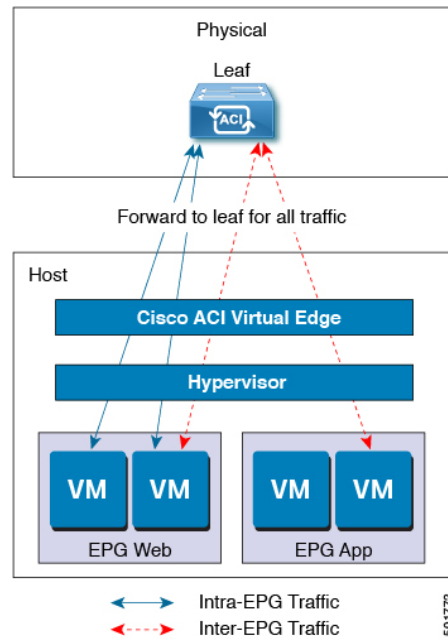 Physical
Leaf
ACI
Forward to leaf for all traffic
Host
Cisco ACI Virtual Edge
Hypervisor
VM VM VM VM
EPG Web EPG App
Intra-EPG Traffic
Inter-EPG Traffic